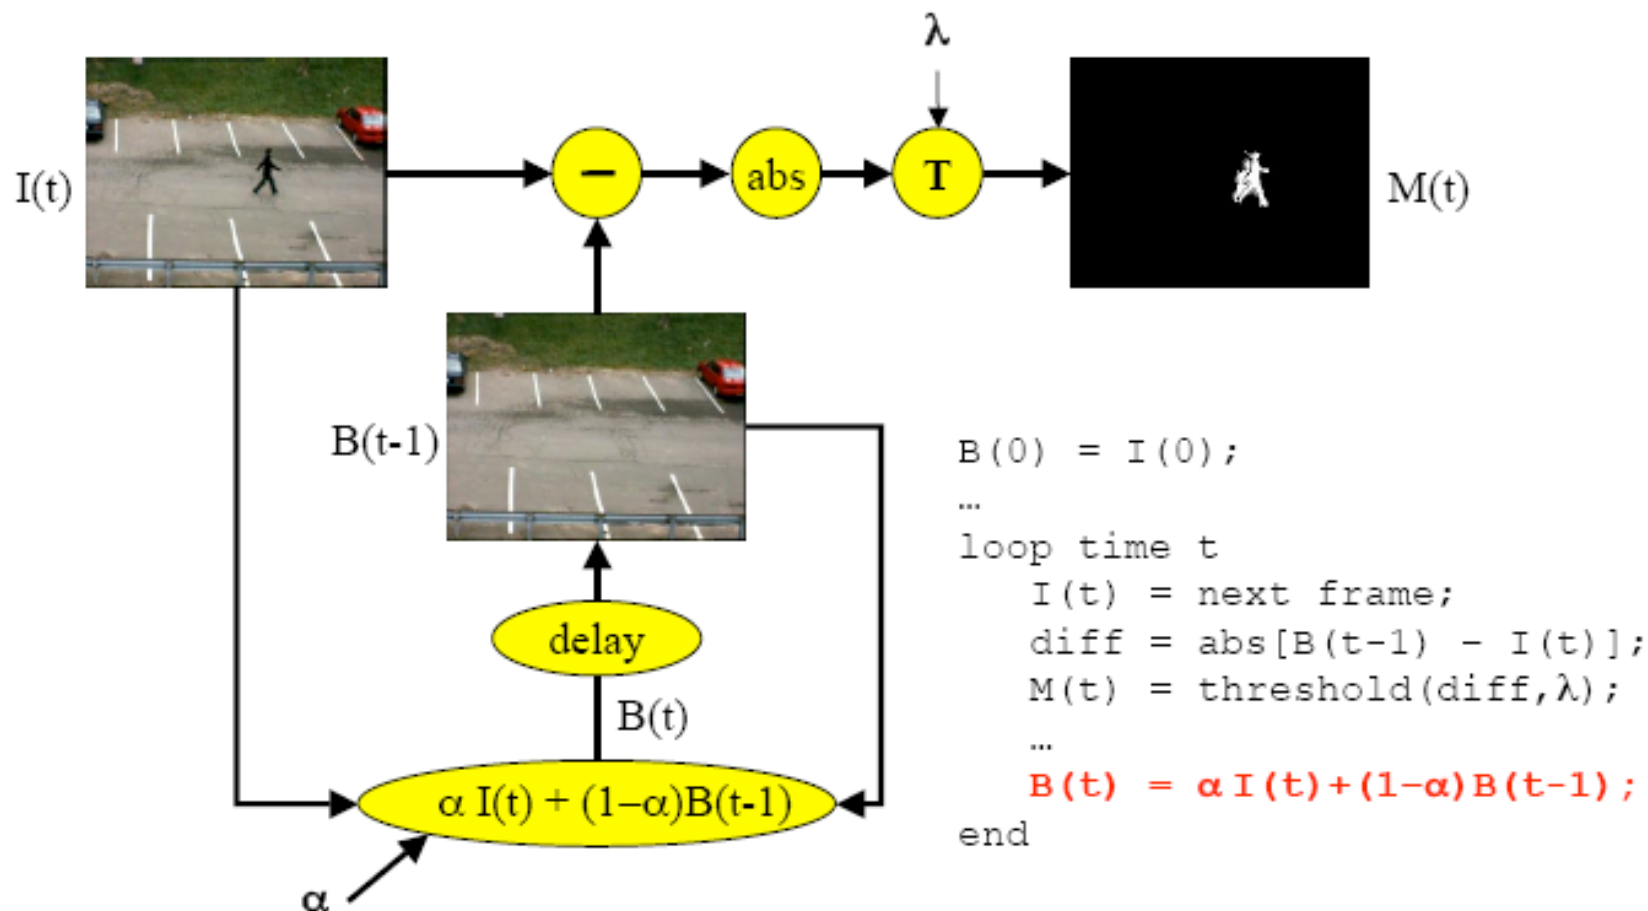 λ
I(t)
−
abs
T
M(t)
B(t-1)
delay
B(t)
α I(t) + (1−α)B(t-1)
α
B(0) = I(0);
…
loop time t
I(t) = next frame;
diff = abs[B(t-1) - I(t)];
M(t) = threshold(diff,λ);
…
B(t) = α I(t)+(1−α)B(t-1);
end